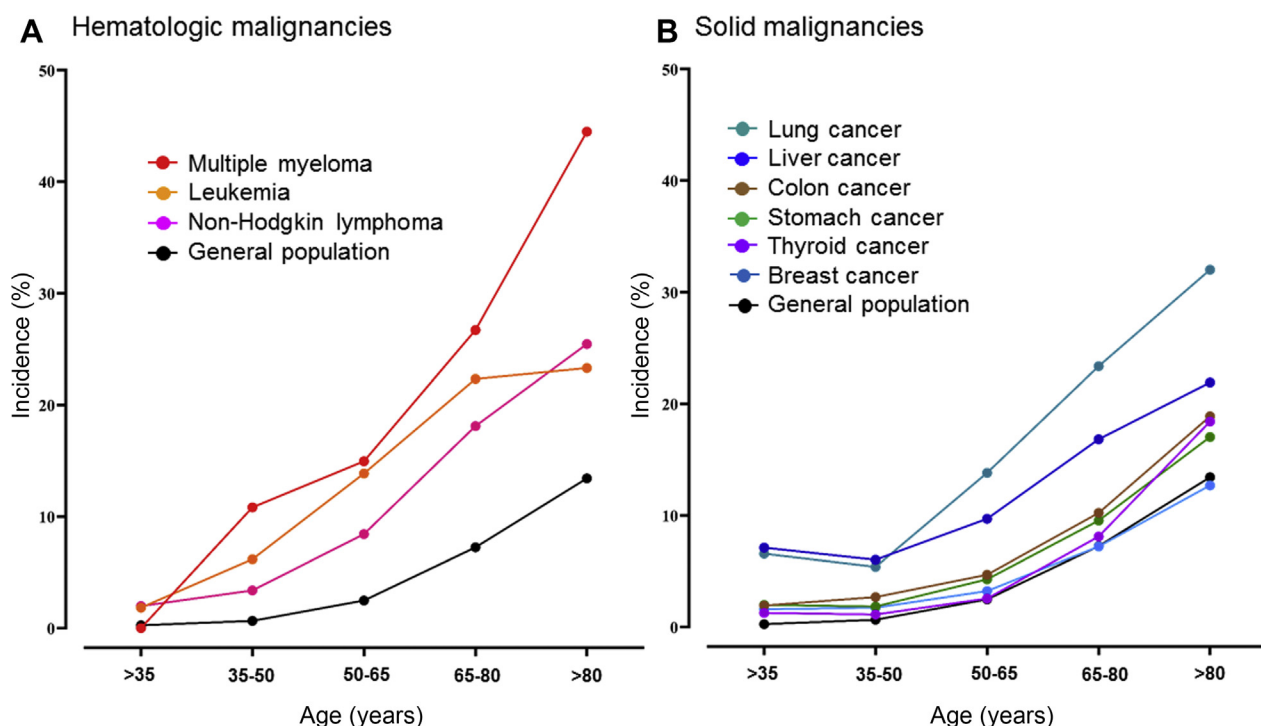 A Hematologic malignancies
50
40
30
20
10
0
Incidence (%)
Multiple myeloma
Leukemia
Non-Hodgkin lymphoma
General population
>35 35-50 50-65 65-80 >80
Age (years)
B Solid malignancies
50
40
30
20
10
0
Incidence (%)
Lung cancer
Liver cancer
Colon cancer
Stomach cancer
Thyroid cancer
Breast cancer
General population
>35 35-50 50-65 65-80 >80
Age (years)